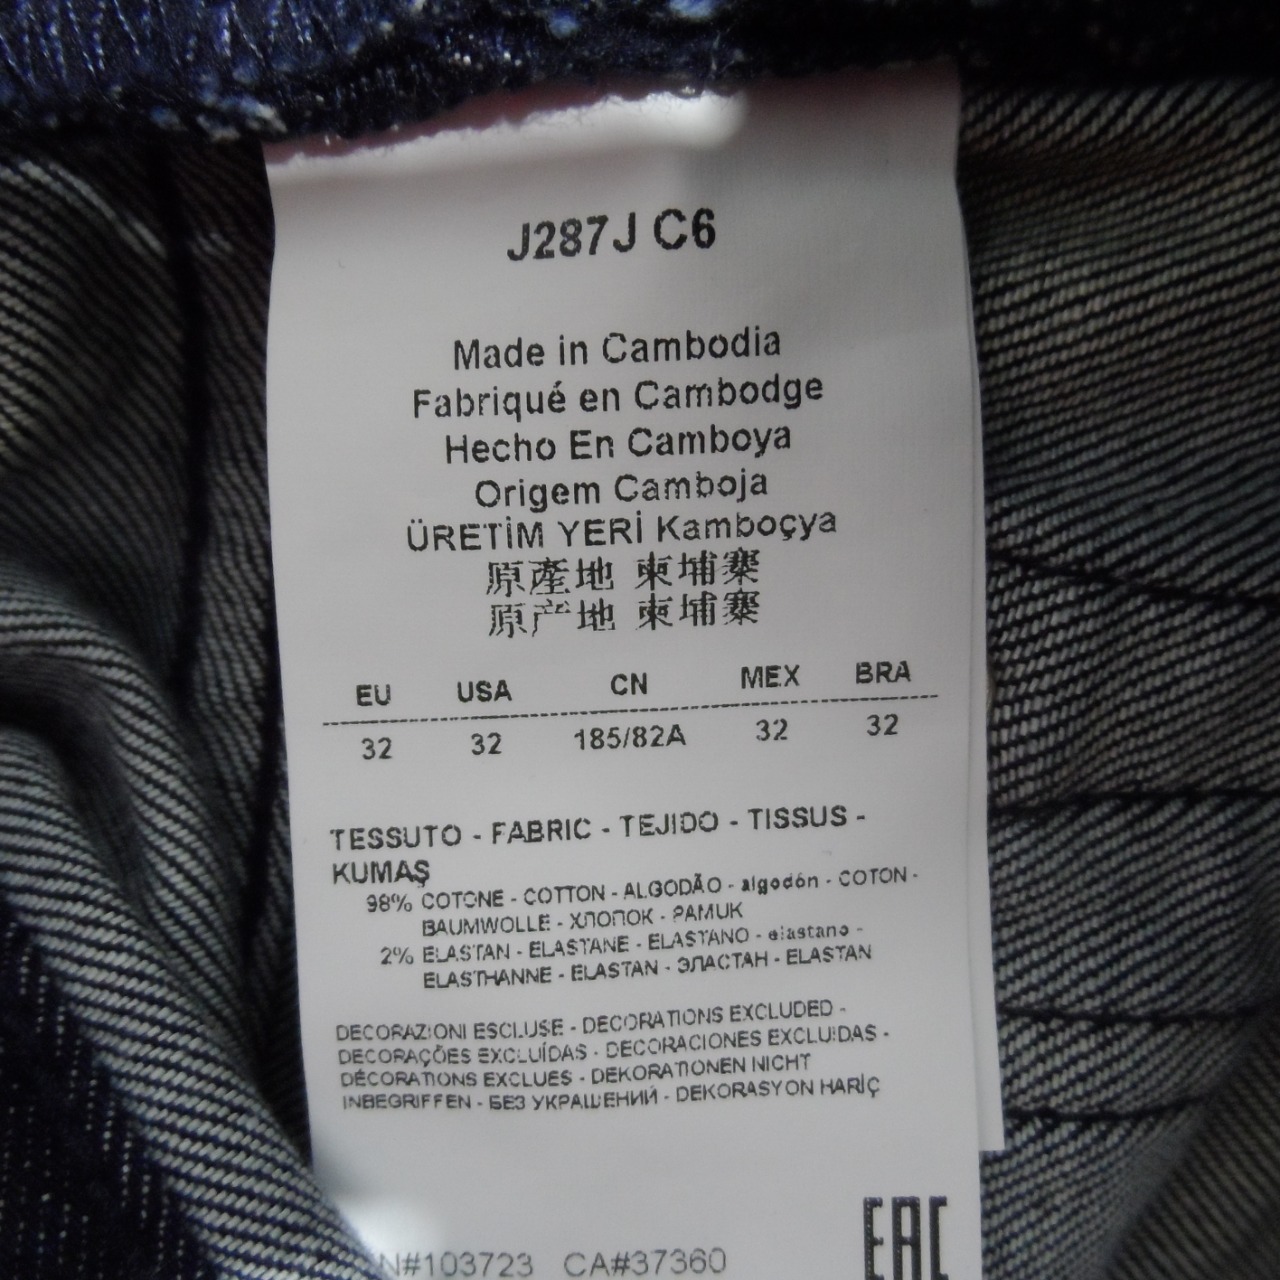 J287J C6
Made in Cambodia
Fabriqué en Cambodge
Hecho En Camboya
Origem Camboja
ÜRETİM YERİ Kamboçya
原產地 柬埔寨
原产地 柬埔寨
EU USA CN MEX BRA
32 32 185/82A 32 32
TESSUTO - FABRIC - TEJIDO - TISSUS -
KUMAŞ
98% COTONE - COTTON - ALGODÃO - algodón - COTON -
BAUMWOLLE - ХЛОПОК - PAMUK
2% ELASTAN - ELASTANE - ELASTANO - elastano -
ELASTHANNE - ELASTAN - ЭЛАСТАН - ELASTAN
DECORAZIONI ESCLUSE - DECORATIONS EXCLUDED -
DECORAÇÕES EXCLUÍDAS - DECORACIONES EXCLUIDAS -
DÉCORATIONS EXCLUES - DEKORATIONEN NICHT
INBEGRIFFEN - БЕЗ УКРАШЕНИЙ - DEKORASYON HARİÇ
EAC
N#103723 CA#37360